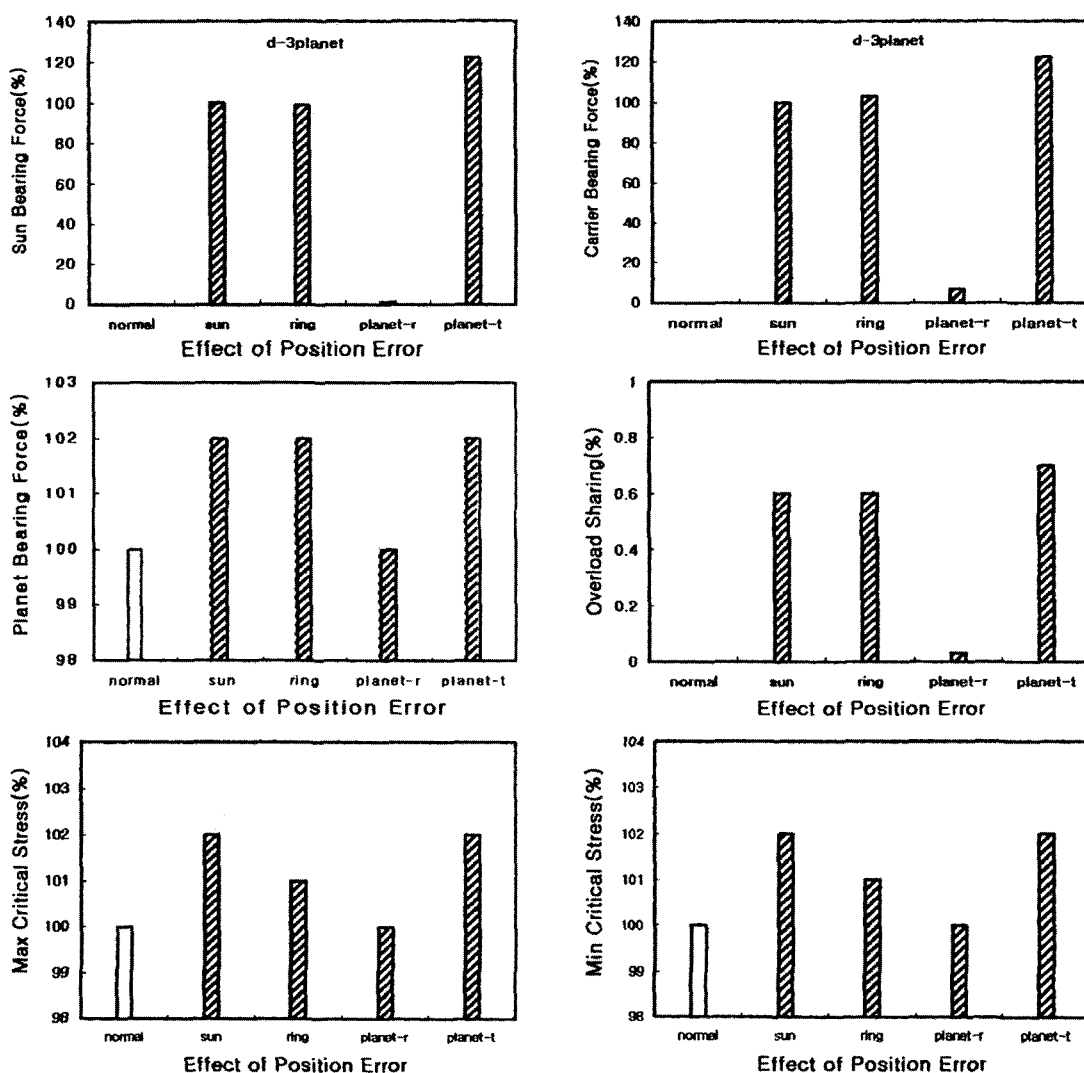 140
120
100
80
60
40
20
0
Sun Bearing Force(%)
d-3planet
normal sun ring planet-r planet-t
Effect of Position Error
140
120
100
80
60
40
20
0
Carrier Bearing Force(%)
d-3planet
normal sun ring planet-r planet-t
Effect of Position Error
103
102
101
100
99
98
Planet Bearing Force(%)
normal sun ring planet-r planet-t
Effect of Position Error
1
0.8
0.6
0.4
0.2
0
Overload Sharing(%)
normal sun ring planet-r planet-t
Effect of Position Error
104
103
102
101
100
99
98
Max Critical Stress(%)
normal sun ring planet-r planet-t
Effect of Position Error
104
103
102
101
100
99
98
Min Critical Stress(%)
normal sun ring planet-r planet-t
Effect of Position Error